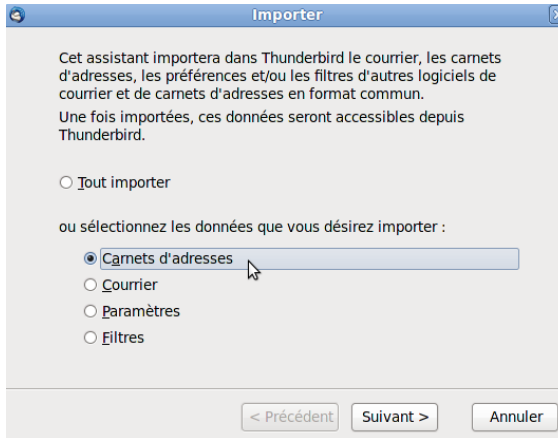 Importer
Cet assistant importera dans Thunderbird le courrier, les carnets
d'adresses, les préférences et/ou les filtres d'autres logiciels de
courrier et de carnets d'adresses en format commun.
Une fois importées, ces données seront accessibles depuis
Thunderbird.
Tout importer
ou sélectionnez les données que vous désirez importer :
Carnets d'adresses
Courrier
Paramètres
Filtres
< Précédent Suivant > Annuler